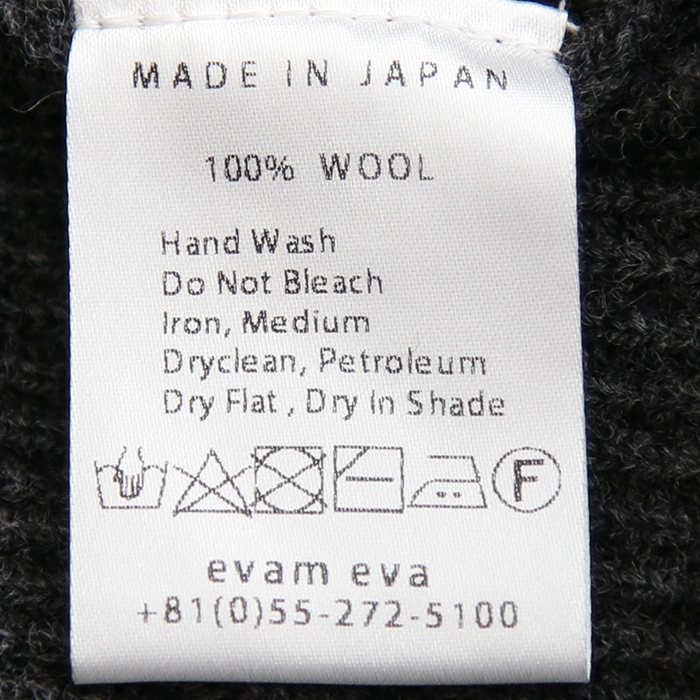 MADE IN JAPAN
100% WOOL
Hand Wash
Do Not Bleach
Iron, Medium
Dryclean, Petroleum
Dry Flat , Dry In Shade
F
evam eva
+81(0)55-272-5100